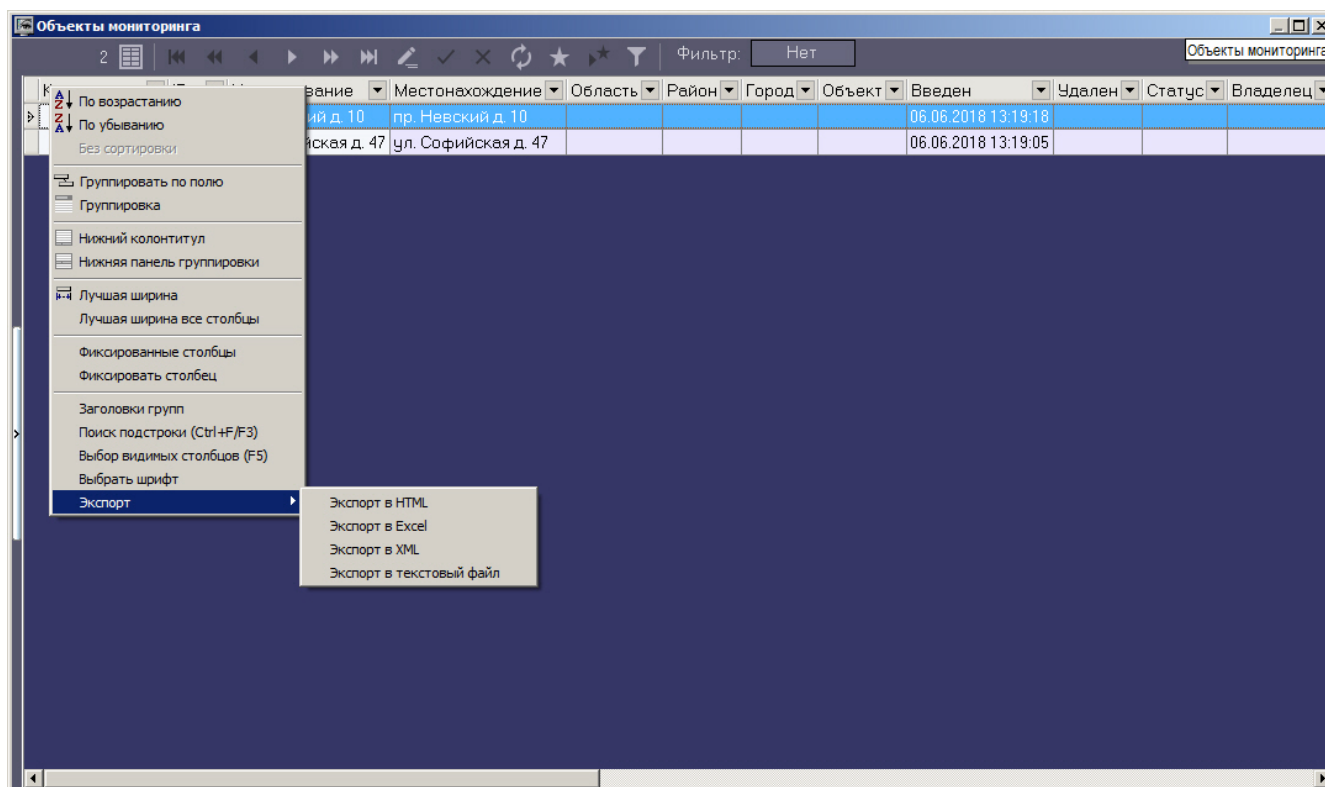 Объекты мониторинга
2 Фильтр: Нет
Объекты мониторинга
Местонахождение Область Район Город Объект Введен Удален Статус Владелец
д. 10 пр. Невский д. 10 06.06.2018 13:19:18
д. 47 ул. Софийская д. 47 06.06.2018 13:19:05
По возрастанию
По убыванию
Без сортировки
Группировать по полю
Группировка
Нижний колонтитул
Нижняя панель группировки
Лучшая ширина
Лучшая ширина все столбцы
Фиксированные столбцы
Фиксировать столбец
Заголовки групп
Поиск подстроки (Ctrl+F/F3)
Выбор видимых столбцов (F5)
Выбрать шрифт
Экспорт
Экспорт в HTML
Экспорт в Excel
Экспорт в XML
Экспорт в текстовый файл